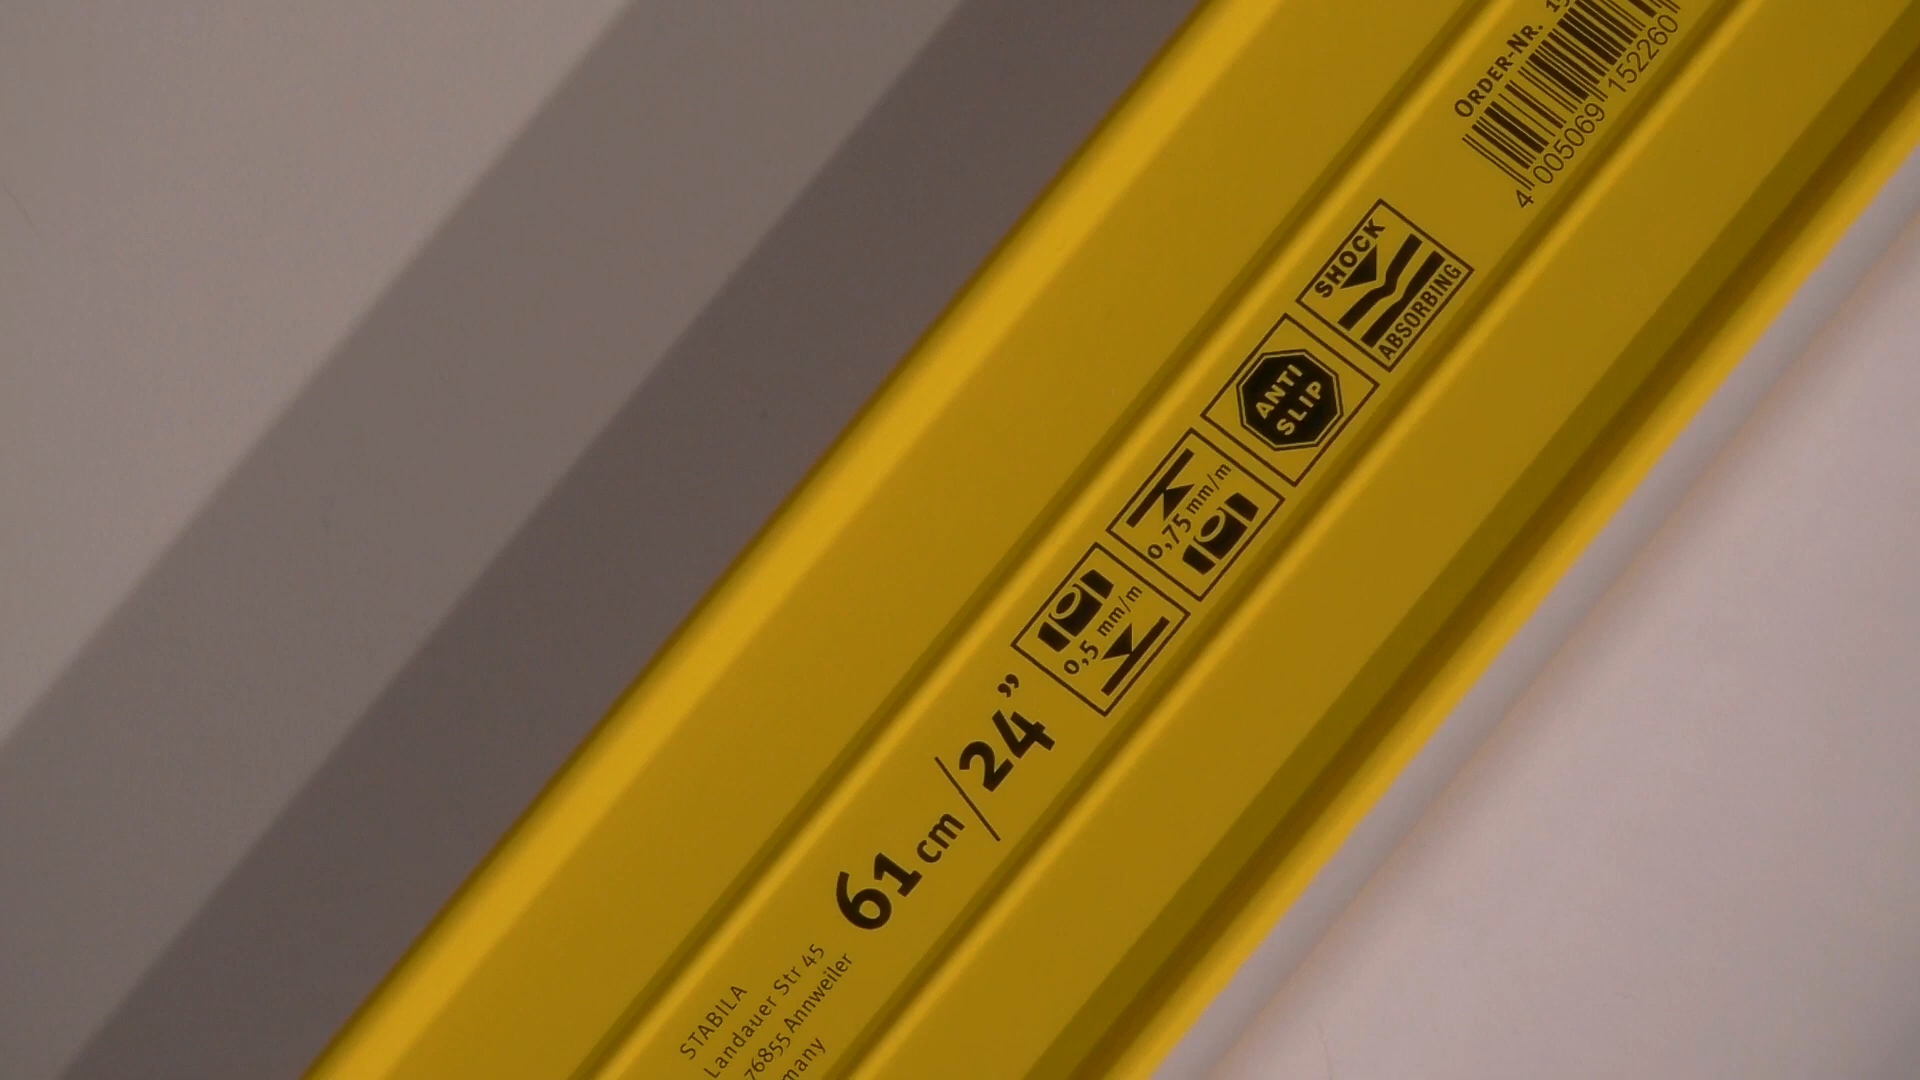 STABILA
Landauer Str 45
76855 Annweiler
61 cm/24”
0,5 mm/m
0,75 mm/m
ANTI
SLIP
SHOCK
ABSORBING
ORDER-NR.
4 005069 152260